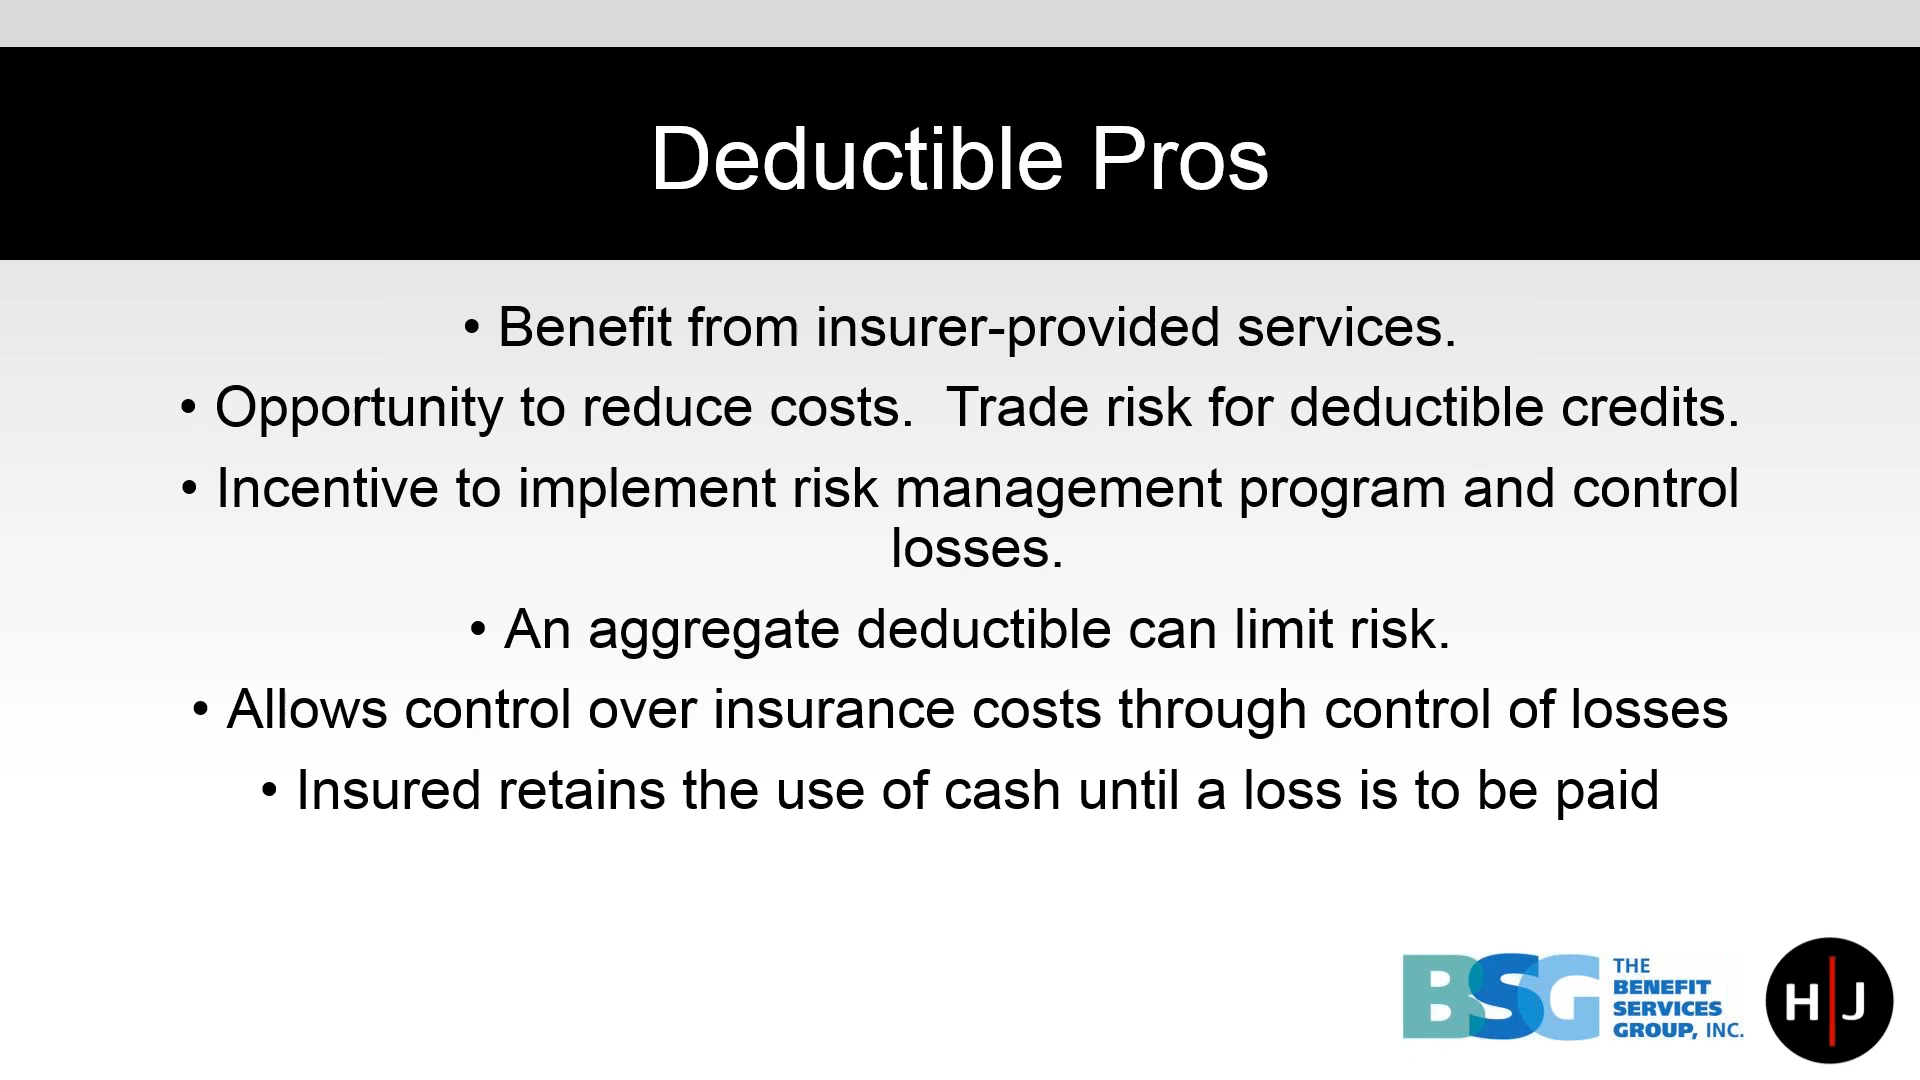 Deductible Pros
• Benefit from insurer-provided services.
• Opportunity to reduce costs.  Trade risk for deductible credits.
• Incentive to implement risk management program and control
losses.
• An aggregate deductible can limit risk.
• Allows control over insurance costs through control of losses
• Insured retains the use of cash until a loss is to be paid
BSG
THE
BENEFIT
SERVICES
GROUP, INC.
H|J